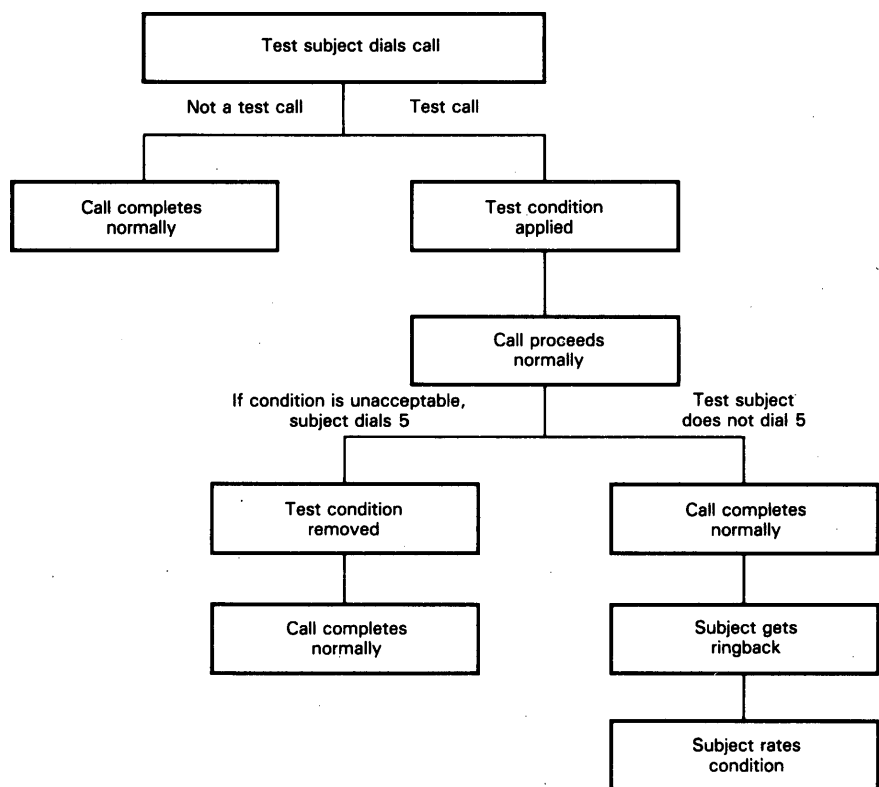 Test subject dials call
Not a test call
Test call
Call completes
normally
Test condition
applied
Call proceeds
normally
If condition is unacceptable,
subject dials 5
Test subject
does not dial 5
Test condition
removed
Call completes
normally
Call completes
normally
Subject gets
ringback
Subject rates
condition